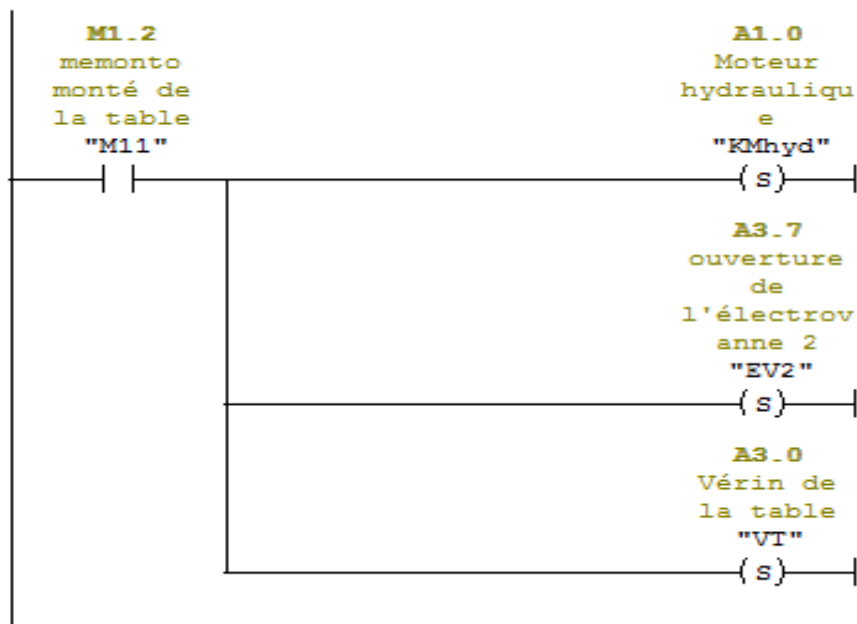 M1.2
memonto
monté de
la table
"M11"
A1.0
Moteur
hydrauliqu
e
"KMhyd"
S
A3.7
ouverture
de
l'électrov
anne 2
"EV2"
S
A3.0
Vérin de
la table
"VT"
S